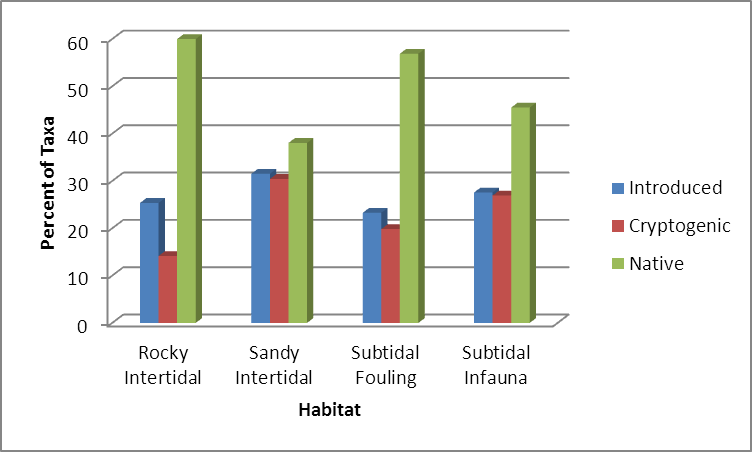 60
50
40
30
20
10
0
Percent of Taxa
Rocky
Intertidal
Sandy
Intertidal
Subtidal
Fouling
Subtidal
Infauna
Habitat
Introduced
Cryptogenic
Native